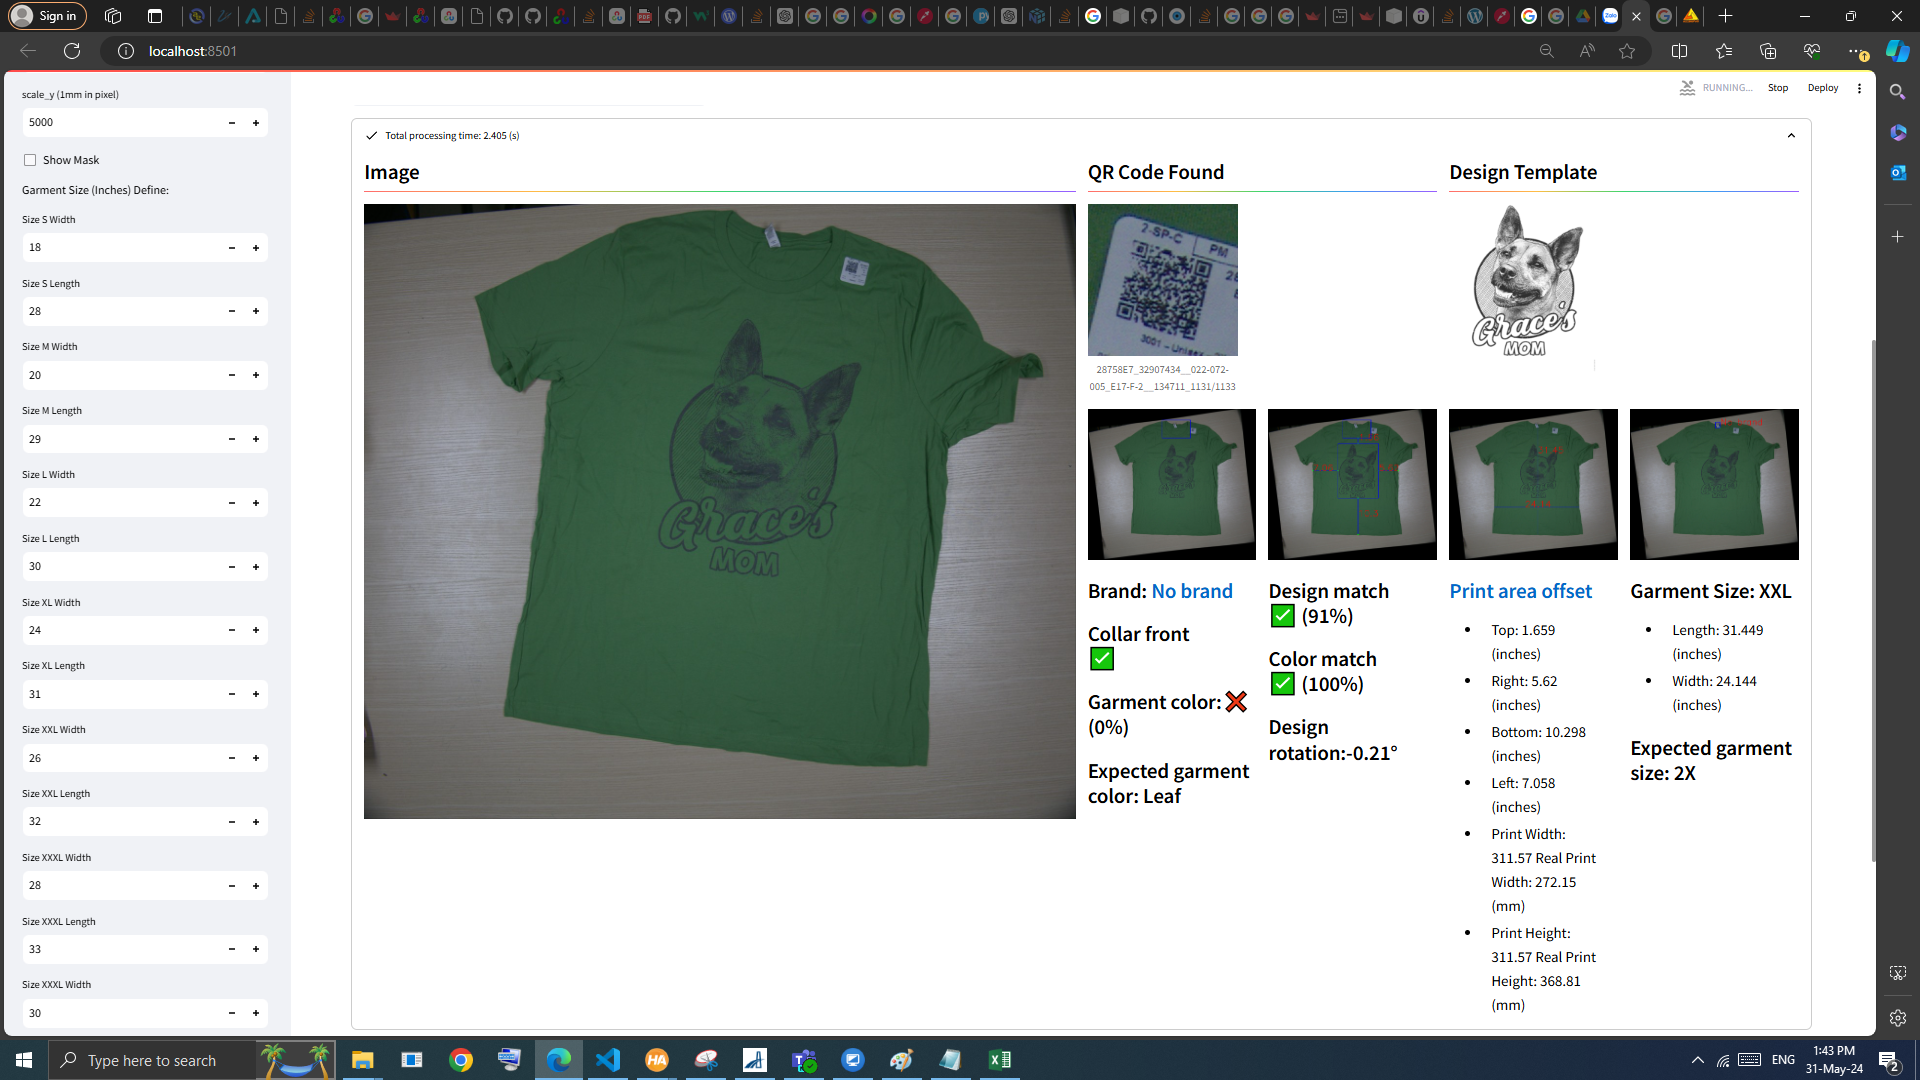 Sign in
localhost:8501
scale_y (1mm in pixel)
5000
Show Mask
Garment Size (Inches) Define:
Size S Width
18
Size S Length
28
Size M Width
20
Size M Length
29
Size L Width
22
Size L Length
30
Size XL Width
24
Size XL Length
31
Size XXL Width
26
Size XXL Length
32
Size XXXL Width
28
Size XXXL Length
33
Size XXXL Width
30
RUNNING...
Stop
Deploy
Total processing time: 2.405 (s)
Image
Grace's
MOM
QR Code Found
2-SP-C
PM
28758E7_32907434__022-072-
005_E17-F-2__134711_1131/1133
Design Template
Grace's
MOM
Brand: No brand
Collar front
Garment color: ❌
(0%)
Expected garment
color: Leaf
Design match
✅ (91%)
Color match
✅ (100%)
Design
rotation:-0.21°
Print area offset
Top: 1.659
(inches)
Right: 5.62
(inches)
Bottom: 10.298
(inches)
Left: 7.058
(inches)
Print Width:
311.57 Real Print
Width: 272.15
(mm)
Print Height:
311.57 Real Print
Height: 368.81
(mm)
Garment Size: XXL
Length: 31.449
(inches)
Width: 24.144
(inches)
Expected garment
size: 2X
Type here to search
ENG
1:43 PM
31-May-24
2